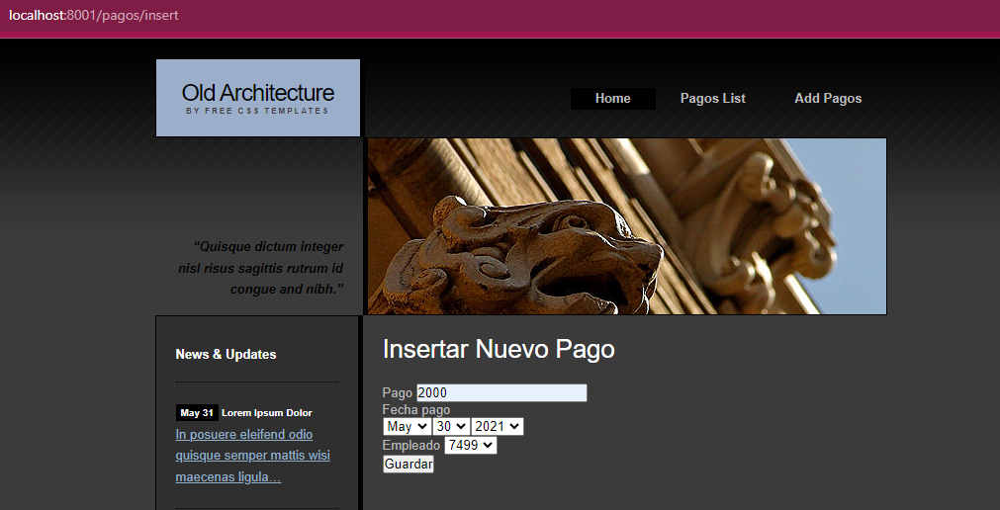 localhost:8001/pagos/insert
Old Architecture
BY FREE CSS TEMPLATES
Home Pagos List Add Pagos
“Quisque dictum integer
nisl risus sagittis rutrum id
congue and nibh.”
News & Updates
May 31 Lorem Ipsum Dolor
In posuere eleifend odio
quisque semper mattis wisi
maecenas ligula…
Insertar Nuevo Pago
Pago 2000
Fecha pago
May 30 2021
Empleado 7499
Guardar